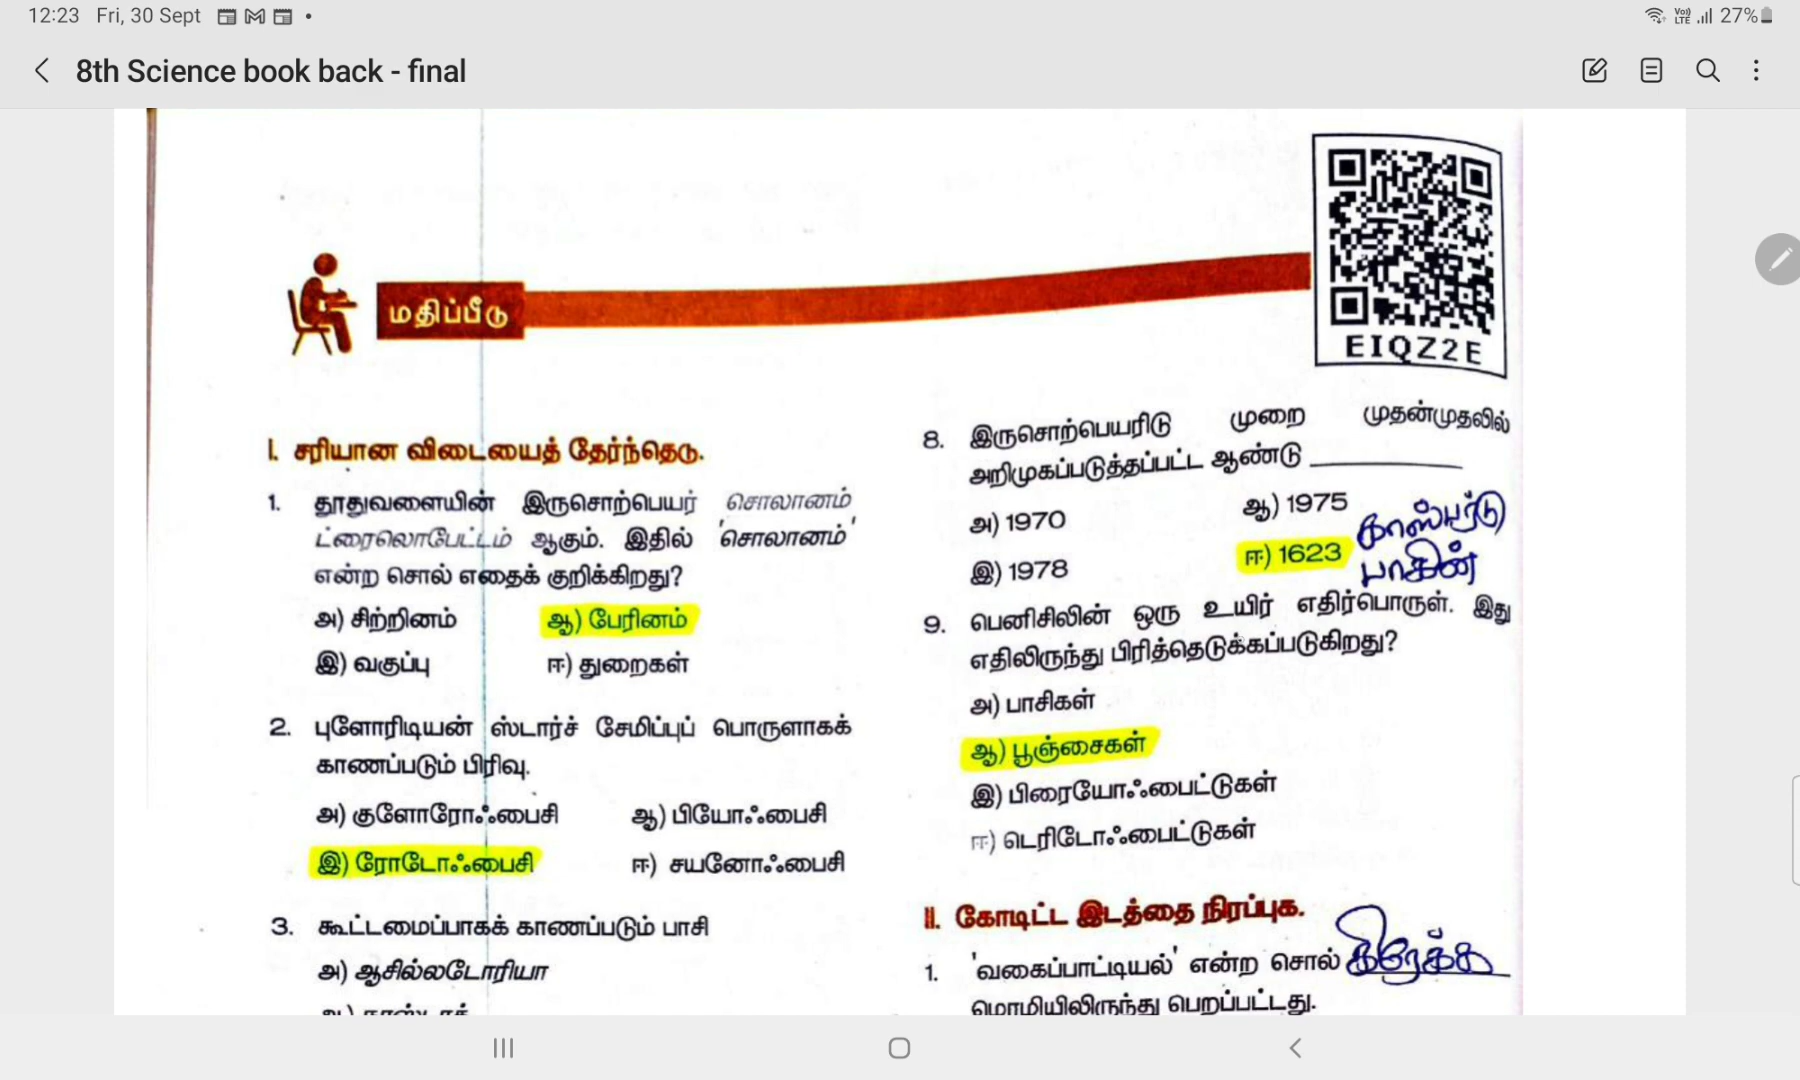 12:23 Fri, 30 Sept
27%
8th Science book back - final
மதிப்பீடு
EIQZ2E
I. சரியான விடையைத் தேர்ந்தெடு.
1. தூதுவளையின் இருசொற்பெயர் சொலானம்
ட்ரைலொபேட்டம் ஆகும். இதில் 'சொலானம்'
என்ற சொல் எதைக் குறிக்கிறது?
அ) சிற்றினம் ஆ) பேரினம்
இ) வகுப்பு ஈ) துறைகள்
2. புளோரிடியன் ஸ்டார்ச் சேமிப்புப் பொருளாகக்
காணப்படும் பிரிவு.
அ) குளோரோஃபைசி ஆ) பியோஃபைசி
இ) ரோடோஃபைசி ஈ) சயனோஃபைசி
3. கூட்டமைப்பாகக் காணப்படும் பாசி
அ) ஆசில்லடோரியா
8. இருசொற்பெயரிடு முறை முதன்முதலில்
அறிமுகப்படுத்தப்பட்ட ஆண்டு
அ) 1970 ஆ) 1975
இ) 1978 ஈ) 1623
காஸ்பர்டு
பாகின்
9. பெனிசிலின் ஒரு உயிர் எதிர்பொருள். இது
எதிலிருந்து பிரித்தெடுக்கப்படுகிறது?
அ) பாசிகள்
ஆ) பூஞ்சைகள்
இ) பிரையோஃபைட்டுகள்
ஈ) டெரிடோஃபைட்டுகள்
II. கோடிட்ட இடத்தை நிரப்புக.
1. 'வகைப்பாட்டியல்' என்ற சொல் கிரேக்க
மொழியிலிருந்து பெறப்பட்டது.